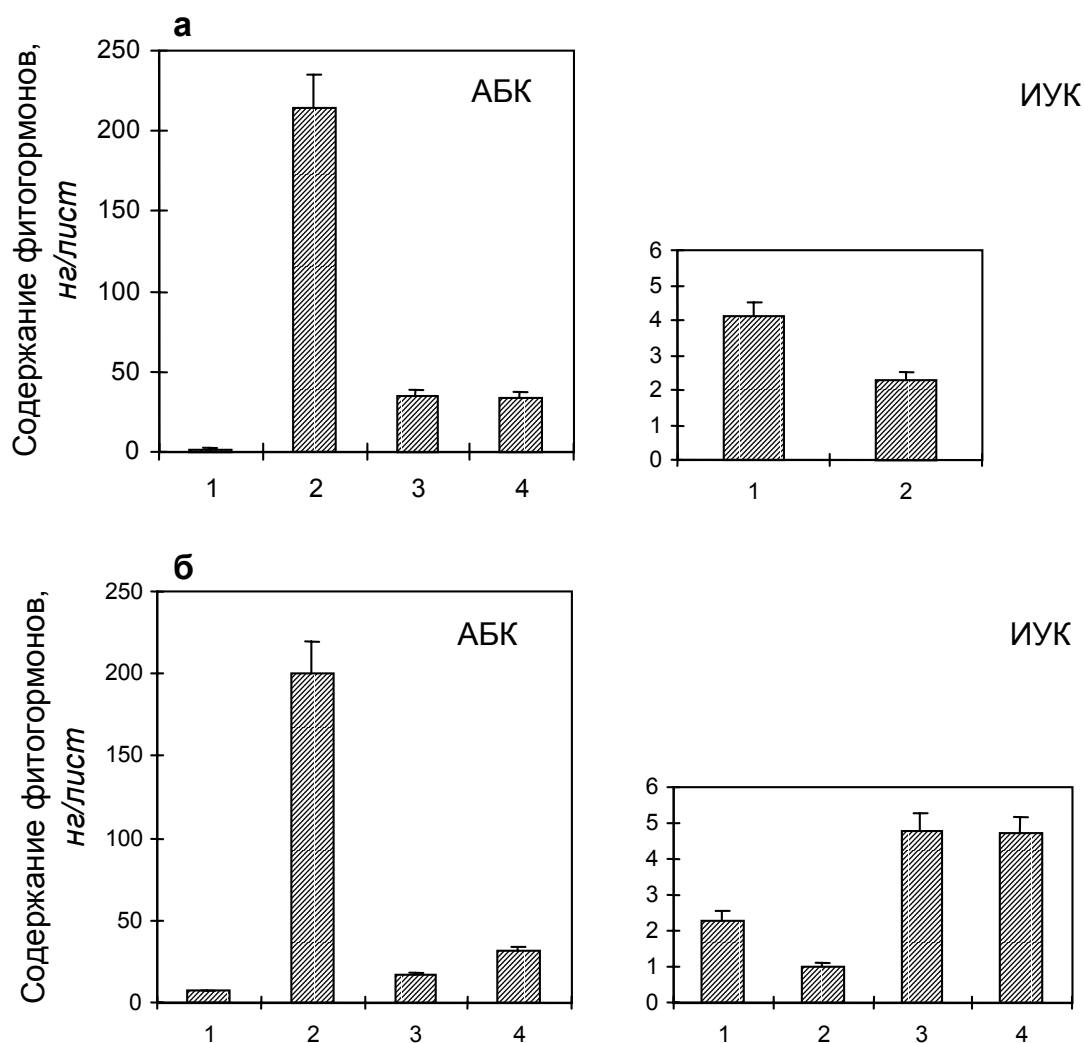 а
Содержание фитогормонов,
нг/лист
250
200
150
100
50
0
АБК
1 2 3 4
ИУК
6
5
4
3
2
1
0
1 2
б
Содержание фитогормонов,
нг/лист
250
200
150
100
50
0
АБК
1 2 3 4
ИУК
6
5
4
3
2
1
0
1 2 3 4